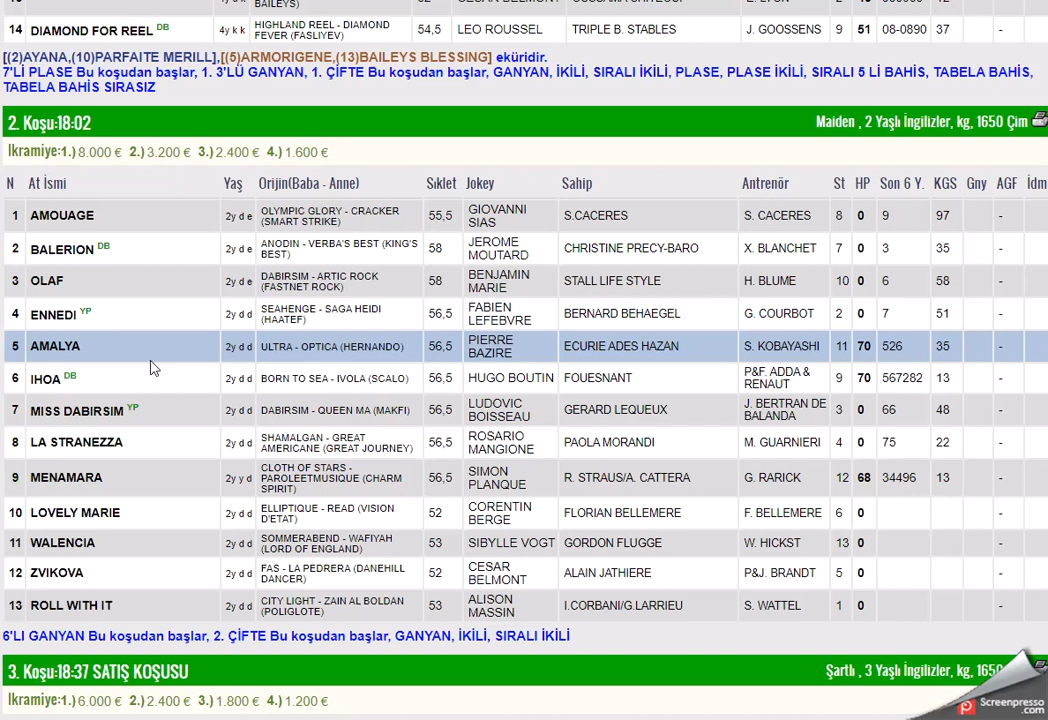 BAILEYS)
14 DIAMOND FOR REEL DB 4y k k HIGHLAND REEL - DIAMOND FEVER (FASLIYEV) 54,5 LEO ROUSSEL TRIPLE B. STABLES J. GOOSSENS 9 51 08-0890 37 -
[(2)AYANA,(10)PARFAITE MERILL],[(5)ARMORIGENE,(13)BAILEYS BLESSING] eküridir.
7'Lİ PLASE Bu koşudan başlar, 1. 3'LÜ GANYAN, 1. ÇİFTE Bu koşudan başlar, GANYAN, İKİLİ, SIRALI İKİLİ, PLASE, PLASE İKİLİ, SIRALI 5 Lİ BAHİS, TABELA BAHİS,
TABELA BAHİS SIRASIZ
2. Koşu:18:02 Maiden , 2 Yaşlı İngilizler, kg, 1650 Çim
İkramiye:1.) 8.000 € 2.) 3.200 € 3.) 2.400 € 4.) 1.600 €
N At İsmi Yaş Orijin(Baba - Anne) Sıklet Jokey Sahip Antrenör St HP Son 6 Y. KGS Gny AGF İdm
1 AMOUAGE 2y d e OLYMPIC GLORY - CRACKER (SMART STRIKE) 55,5 GIOVANNI SIAS S.CACERES S. CACERES 8 0 9 97 -
2 BALERION DB 2y d e ANODIN - VERBA'S BEST (KING'S BEST) 58 JEROME MOUTARD CHRISTINE PRECY-BARO X. BLANCHET 7 0 3 35 -
3 OLAF 2y d e DABIRSIM - ARTIC ROCK (FASTNET ROCK) 58 BENJAMIN MARIE STALL LIFE STYLE H. BLUME 10 0 6 58 -
4 ENNEDI YP 2y d d SEAHENGE - SAGA HEIDI (HAATEF) 56,5 FABIEN LEFEBVRE BERNARD BEHAEGEL G. COURBOT 2 0 7 51 -
5 AMALYA 2y d d ULTRA - OPTICA (HERNANDO) 56,5 PIERRE BAZIRE ECURIE ADES HAZAN S. KOBAYASHI 11 70 526 35 -
6 IHOA DB 2y d d BORN TO SEA - IVOLA (SCALO) 56,5 HUGO BOUTIN FOUESNANT P&F. ADDA & RENAUT 9 70 567282 13 -
7 MISS DABIRSIM YP 2y d d DABIRSIM - QUEEN MA (MAKFI) 56,5 LUDOVIC BOISSEAU GERARD LEQUEUX J. BERTRAN DE BALANDA 3 0 66 48 -
8 LA STRANEZZA 2y d d SHAMALGAN - GREAT AMERICANE (GREAT JOURNEY) 56,5 ROSARIO MANGIONE PAOLA MORANDI M. GUARNIERI 4 0 75 22 -
9 MENAMARA 2y y d CLOTH OF STARS - PAROLEETMUSIQUE (CHARM SPIRIT) 56,5 SIMON PLANQUE R. STRAUS/A. CATTERA G. RARICK 12 68 34496 13 -
10 LOVELY MARIE 2y y d ELLIPTIQUE - READ (VISION D'ETAT) 52 CORENTIN BERGE FLORIAN BELLEMERE F. BELLEMERE 6 0 -
11 WALENCIA 2y d d SOMMERABEND - WAFIYAH (LORD OF ENGLAND) 53 SIBYLLE VOGT GORDON FLUGGE W. HICKST 13 0 -
12 ZVIKOVA 2y d d FAS - LA PEDRERA (DANEHILL DANCER) 52 CESAR BELMONT ALAIN JATHIERE P&J. BRANDT 5 0 -
13 ROLL WITH IT 2y d d CITY LIGHT - ZAIN AL BOLDAN (POLIGLOTE) 53 ALISON MASSIN I.CORBANI/G.LARRIEU S. WATTEL 1 0 -
6'LI GANYAN Bu koşudan başlar, 2. ÇİFTE Bu koşudan başlar, GANYAN, İKİLİ, SIRALI İKİLİ
3. Koşu:18:37 SATIŞ KOŞUSU Şartlı , 3 Yaşlı İngilizler, kg, 1650
İkramiye:1.) 6.000 € 2.) 2.400 € 3.) 1.800 € 4.) 1.200 €
Screenpresso
.com